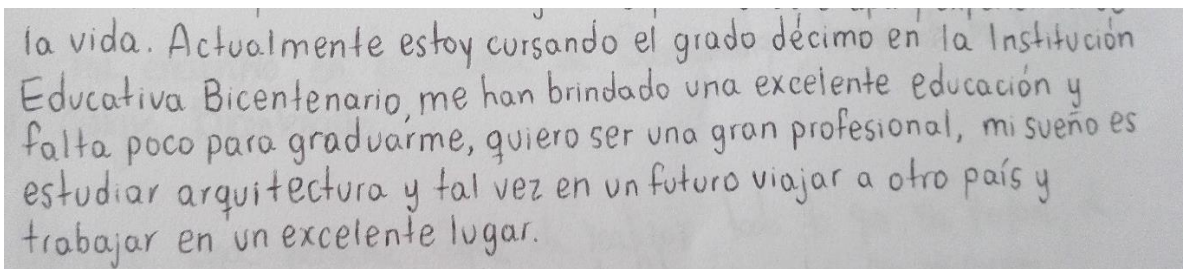 la vida. Actualmente estoy cursando el grado décimo en la Institución
Educativa Bicentenario, me han brindado una excelente educación y
falta poco para graduarme, quiero ser una gran profesional, mi sueño es
estudiar arquitectura y tal vez en un futuro viajar a otro país y
trabajar en un excelente lugar.